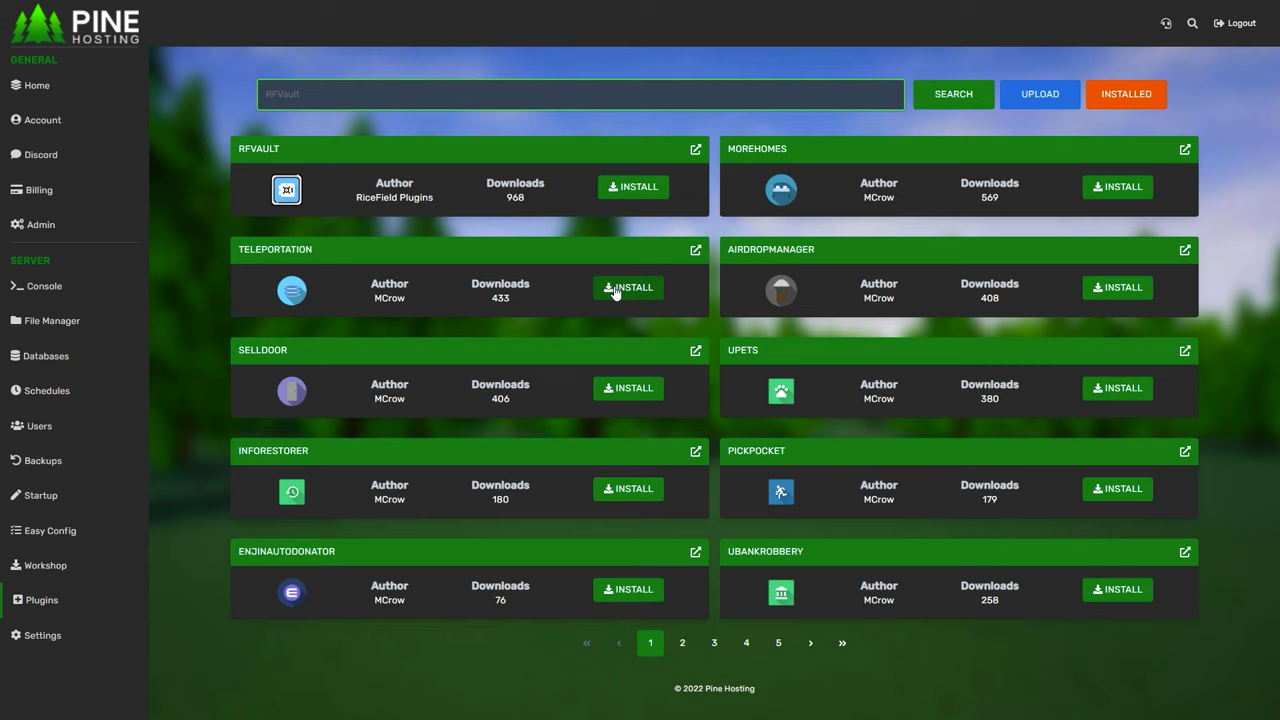 PINE
HOSTING
Logout
GENERAL
Home
Account
Discord
Billing
Admin
SERVER
Console
File Manager
Databases
Schedules
Users
Backups
Startup
Easy Config
Workshop
Plugins
Settings
RFVault
SEARCH
UPLOAD
INSTALLED
RFVAULT
Author
RiceField Plugins
Downloads
968
INSTALL
MOREHOMES
Author
MCrow
Downloads
569
INSTALL
TELEPORTATION
Author
MCrow
Downloads
433
INSTALL
AIRDROPMANAGER
Author
MCrow
Downloads
408
INSTALL
SELLDOOR
Author
MCrow
Downloads
406
INSTALL
UPETS
Author
MCrow
Downloads
380
INSTALL
INFORESTORER
Author
MCrow
Downloads
180
INSTALL
PICKPOCKET
Author
MCrow
Downloads
179
INSTALL
ENJINAUTODONATOR
Author
MCrow
Downloads
76
INSTALL
UBANKROBBERY
Author
MCrow
Downloads
258
INSTALL
« ‹ 1 2 3 4 5 › »
© 2022 Pine Hosting